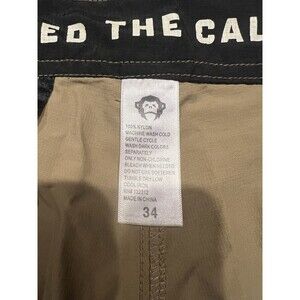 ED THE CAL
100% NYLON
MACHINE WASH COLD
GENTLE CYCLE
WASH DARK COLORS
SEPARATELY
ONLY NON-CHLORINE
BLEACH WHEN NEEDED
DO NOT USE SOFTENER
TUMBLE DRY LOW
COOL IRON
MADE IN CHINA
34